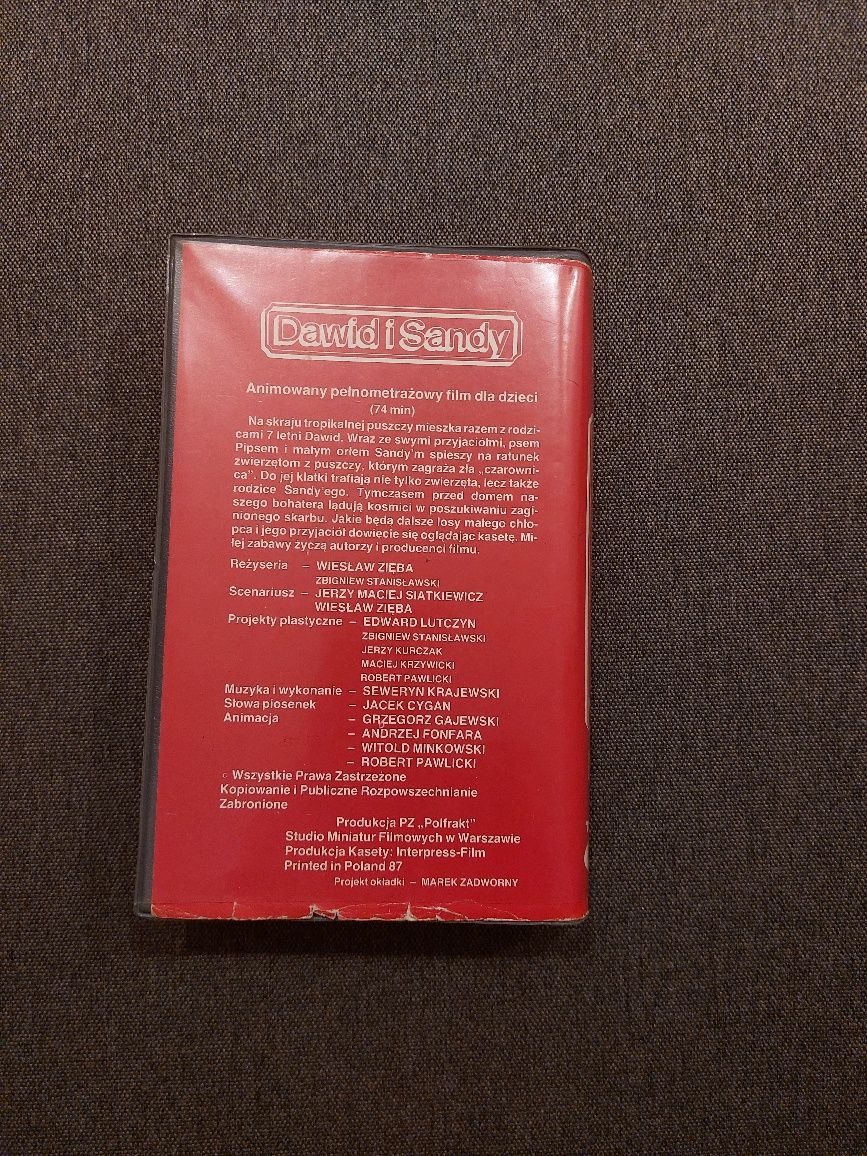 Dawid i Sandy
Animowany pełnometrażowy film dla dzieci
(74 min)
Na skraju tropikalnej puszczy mieszka razem z rodzi-
cami 7 letni Dawid. Wraz ze swymi przyjaciołmi, psem
Pipsem i małym orłem Sandy'm spieszy na ratunek
zwierzętom z puszczy, którym zagraża zła „czarowni-
ca". Do jej klatki trafiają nie tylko zwierzęta, lecz także
rodzice Sandy'ego. Tymczasem przed domem na-
szego bohatera lądują kosmici w poszukiwaniu zagi-
nionego skarbu. Jakie będą dalsze losy małego chło-
pca i jego przyjaciół dowiecie się oglądając kasetę. Mi-
łej zabawy życzą autorzy i producenci filmu.
Reżyseria – WIESŁAW ZIĘBA
ZBIGNIEW STANISŁAWSKI
Scenariusz – JERZY MACIEJ SIATKIEWICZ
WIESŁAW ZIĘBA
Projekty plastyczne – EDWARD LUTCZYN
ZBIGNIEW STANISŁAWSKI
JERZY KURCZAK
MACIEJ KRZYWICKI
ROBERT PAWLICKI
Muzyka i wykonanie – SEWERYN KRAJEWSKI
Słowa piosenek – JACEK CYGAN
Animacja – GRZEGORZ GAJEWSKI
– ANDRZEJ FONFARA
– WITOLD MINKOWSKI
– ROBERT PAWLICKI
© Wszystkie Prawa Zastrzeżone
Kopiowanie i Publiczne Rozpowszechnianie
Zabronione
Produkcja PZ „Polfrakt"
Studio Miniatur Filmowych w Warszawie
Produkcja Kasety: Interpress-Film
Printed in Poland 87
Projekt okładki – MAREK ZADWORNY